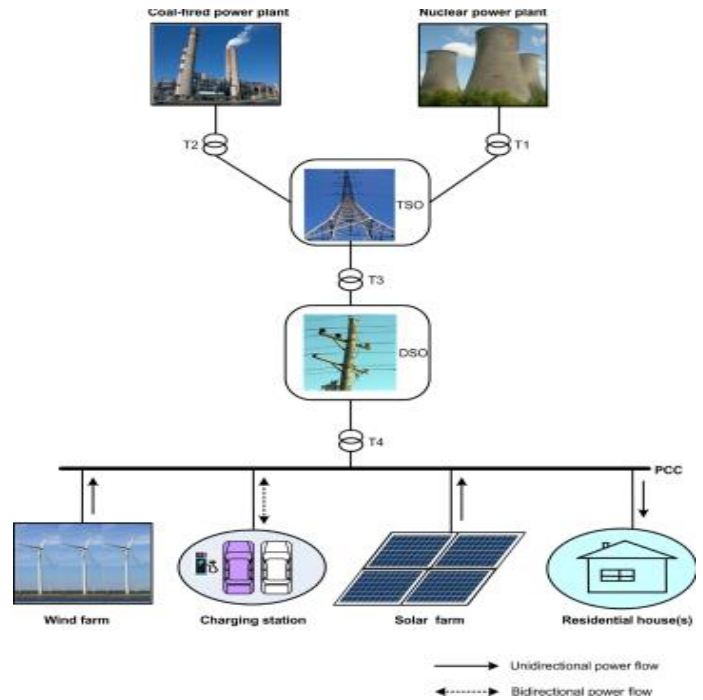 Coal-fired power plant
Nuclear power plant
T2
T1
TSO
T3
DSO
T4
PCC
Wind farm
Charging station
Solar farm
Residential house(s)
Unidirectional power flow
Bidirectional power flow